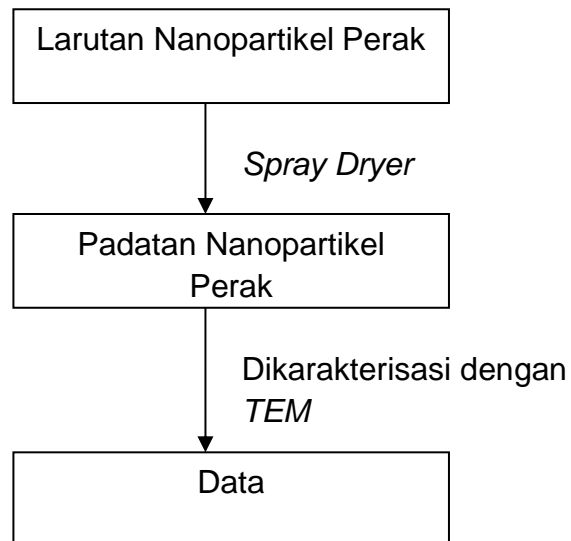 Larutan Nanopartikel Perak
Spray Dryer
Padatan Nanopartikel
Perak
Dikarakterisasi dengan
TEM
Data